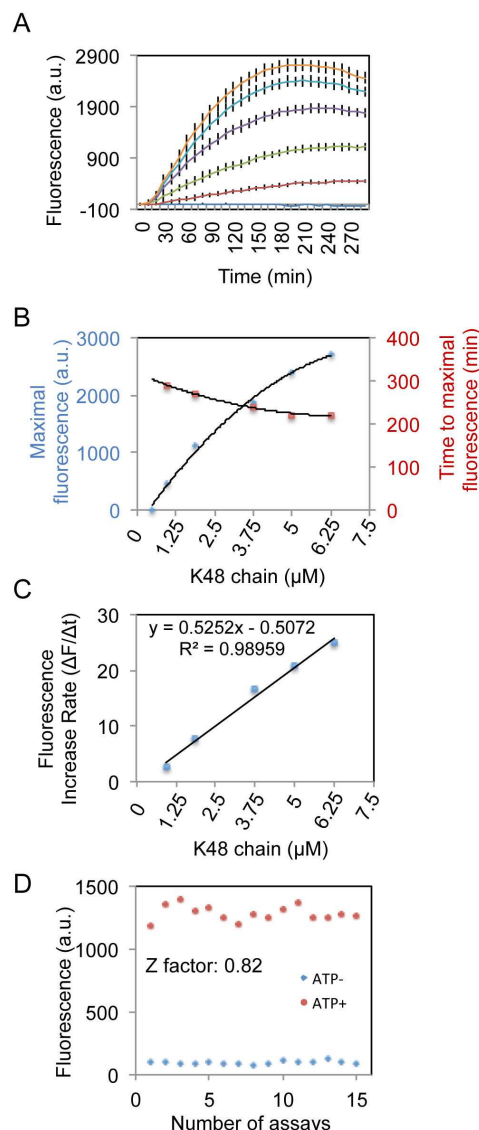 A
2900
1900
900
-100
Fluorescence (a.u.)
0
30
60
90
120
150
180
210
240
270
Time (min)
B
3000
2000
1000
0
Maximal
fluorescence (a.u.)
400
300
200
100
0
Time to maximal
fluorescence (min)
0
1.25
2.5
3.75
5
6.25
7.5
K48 chain (µM)
C
30
20
10
0
Fluorescence
Increase Rate (ΔF/Δt)
y = 0.5252x - 0.5072
R² = 0.98959
0
1.25
2.5
3.75
5
6.25
7.5
K48 chain (µM)
D
1500
1000
500
0
Fluorescence (a.u.)
Z factor: 0.82
ATP-
ATP+
0
5
10
15
Number of assays